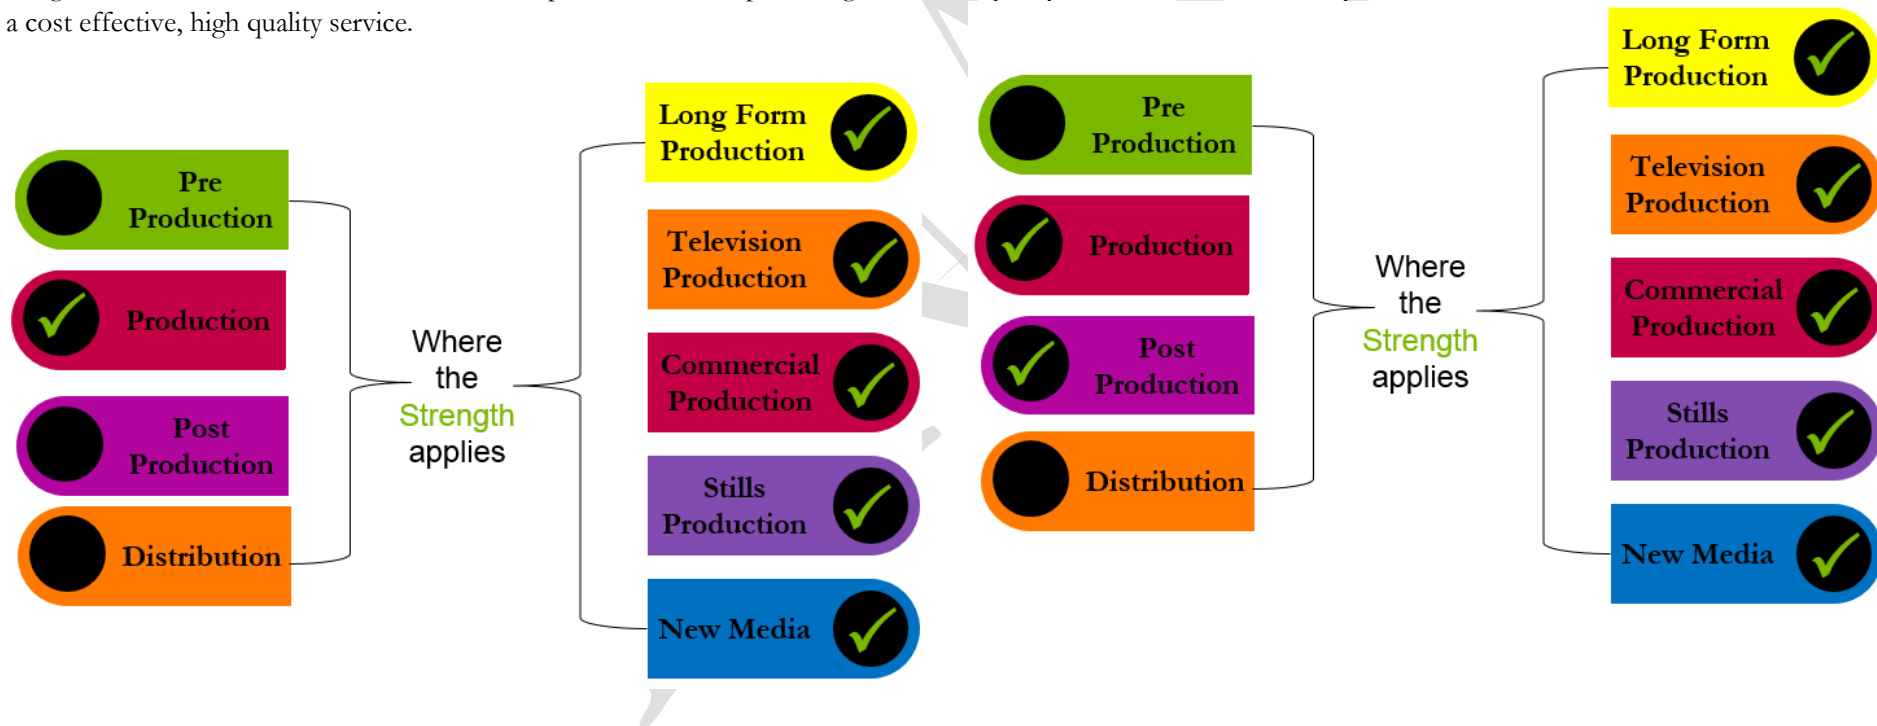 a cost effective, high quality service.
Pre
Production
Production
Post
Production
Distribution
Where
the
Strength
applies
Long Form
Production
Television
Production
Commercial
Production
Stills
Production
New Media
Pre
Production
Production
Post
Production
Distribution
Where
the
Strength
applies
Long Form
Production
Television
Production
Commercial
Production
Stills
Production
New Media